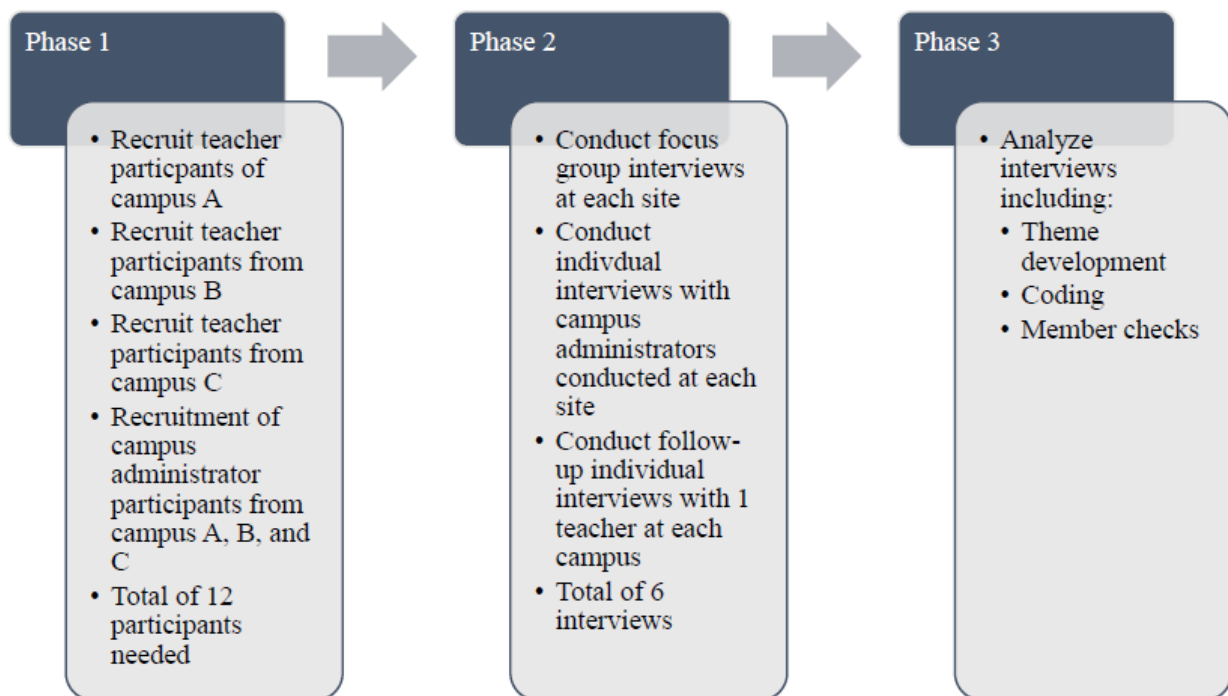 Phase 1
• Recruit teacher
particpants of
campus A
• Recruit teacher
participants from
campus B
• Recruit teacher
participants from
campus C
• Recruitment of
campus
administrator
participants from
campus A, B, and
C
• Total of 12
participants
needed
Phase 2
• Conduct focus
group interviews
at each site
• Conduct
indivdual
interviews with
campus
administrators
conducted at each
site
• Conduct follow-
up individual
interviews with 1
teacher at each
campus
• Total of 6
interviews
Phase 3
• Analyze
interviews
including:
• Theme
development
• Coding
• Member checks